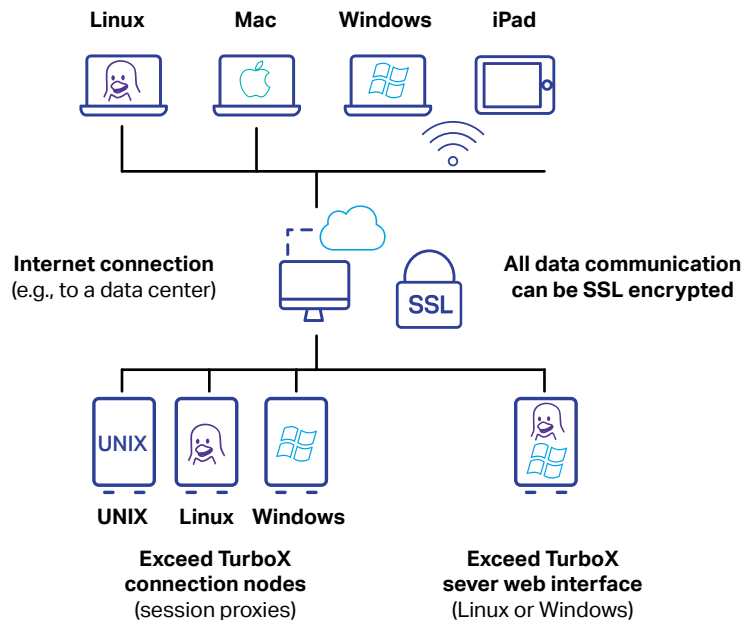 Linux
Mac
Windows
iPad
Internet connection
(e.g., to a data center)
SSL
All data communication
can be SSL encrypted
UNIX
UNIX
Linux
Windows
Exceed TurboX
connection nodes
(session proxies)
Exceed TurboX
sever web interface
(Linux or Windows)